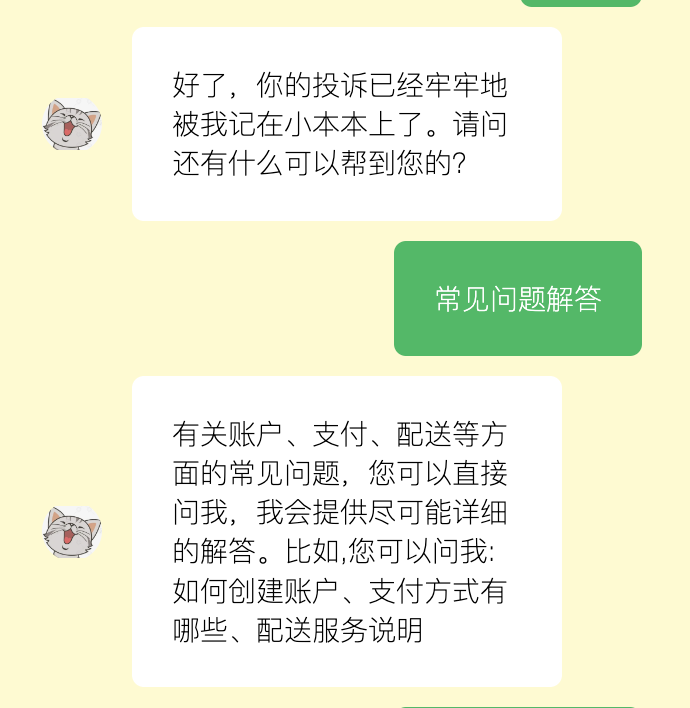 好了，你的投诉已经牢牢地
被我记在小本本上了。请问
还有什么可以帮到您的？
常见问题解答
有关账户、支付、配送等方
面的常见问题，您可以直接
问我，我会提供尽可能详细
的解答。比如,您可以问我:
如何创建账户、支付方式有
哪些、配送服务说明